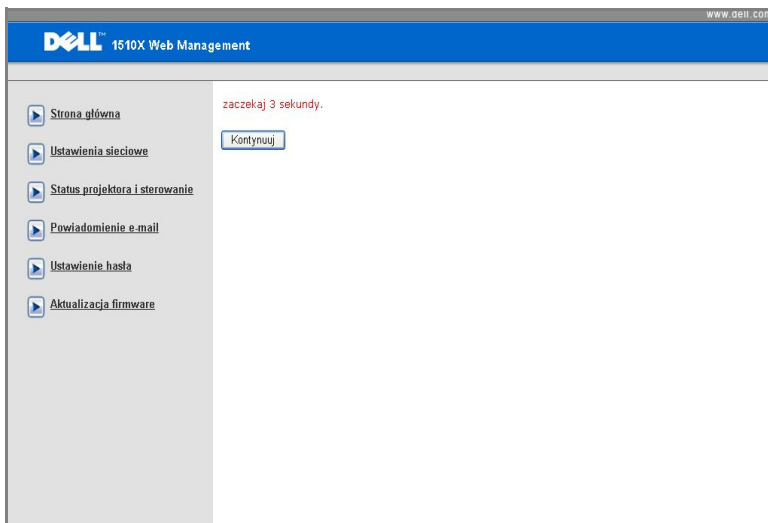 www.dell.com
DELL™ 1510X Web Management
Strona główna
Ustawienia sieciowe
Status projektora i sterowanie
Powiadomienie e-mail
Ustawienie hasła
Aktualizacja firmware
zaczekaj 3 sekundy.
Kontynuuj